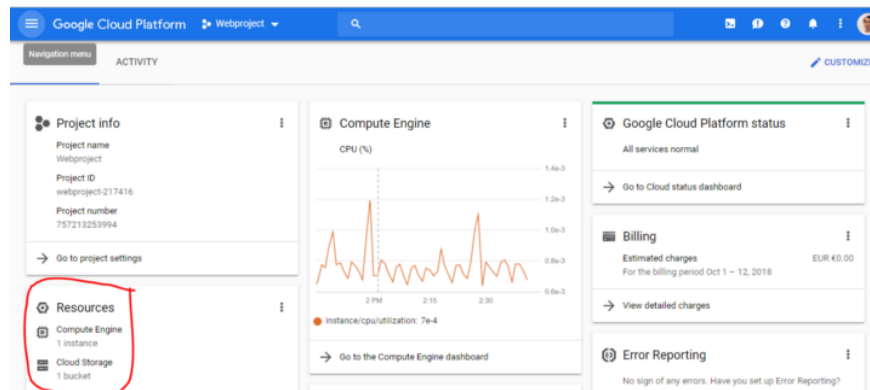 Google Cloud Platform
Webproject
Navigation menu
ACTIVITY
CUSTOMIZ
Project info
Project name
Webproject
Project ID
webproject-217416
Project number
757213253994
Go to project settings
Resources
Compute Engine
1 instance
Cloud Storage
1 bucket
Compute Engine
CPU (%)
1.4e-3
1.2e-3
1.0e-3
0.8e-3
0.6e-3
2 PM 2:15 2:30
instance/cpu/utilization: 7e-4
Go to the Compute Engine dashboard
Google Cloud Platform status
All services normal
Go to Cloud status dashboard
Billing
Estimated charges EUR €0.00
For the billing period Oct 1 – 12, 2018
View detailed charges
Error Reporting
No sign of any errors. Have you set up Error Reporting?